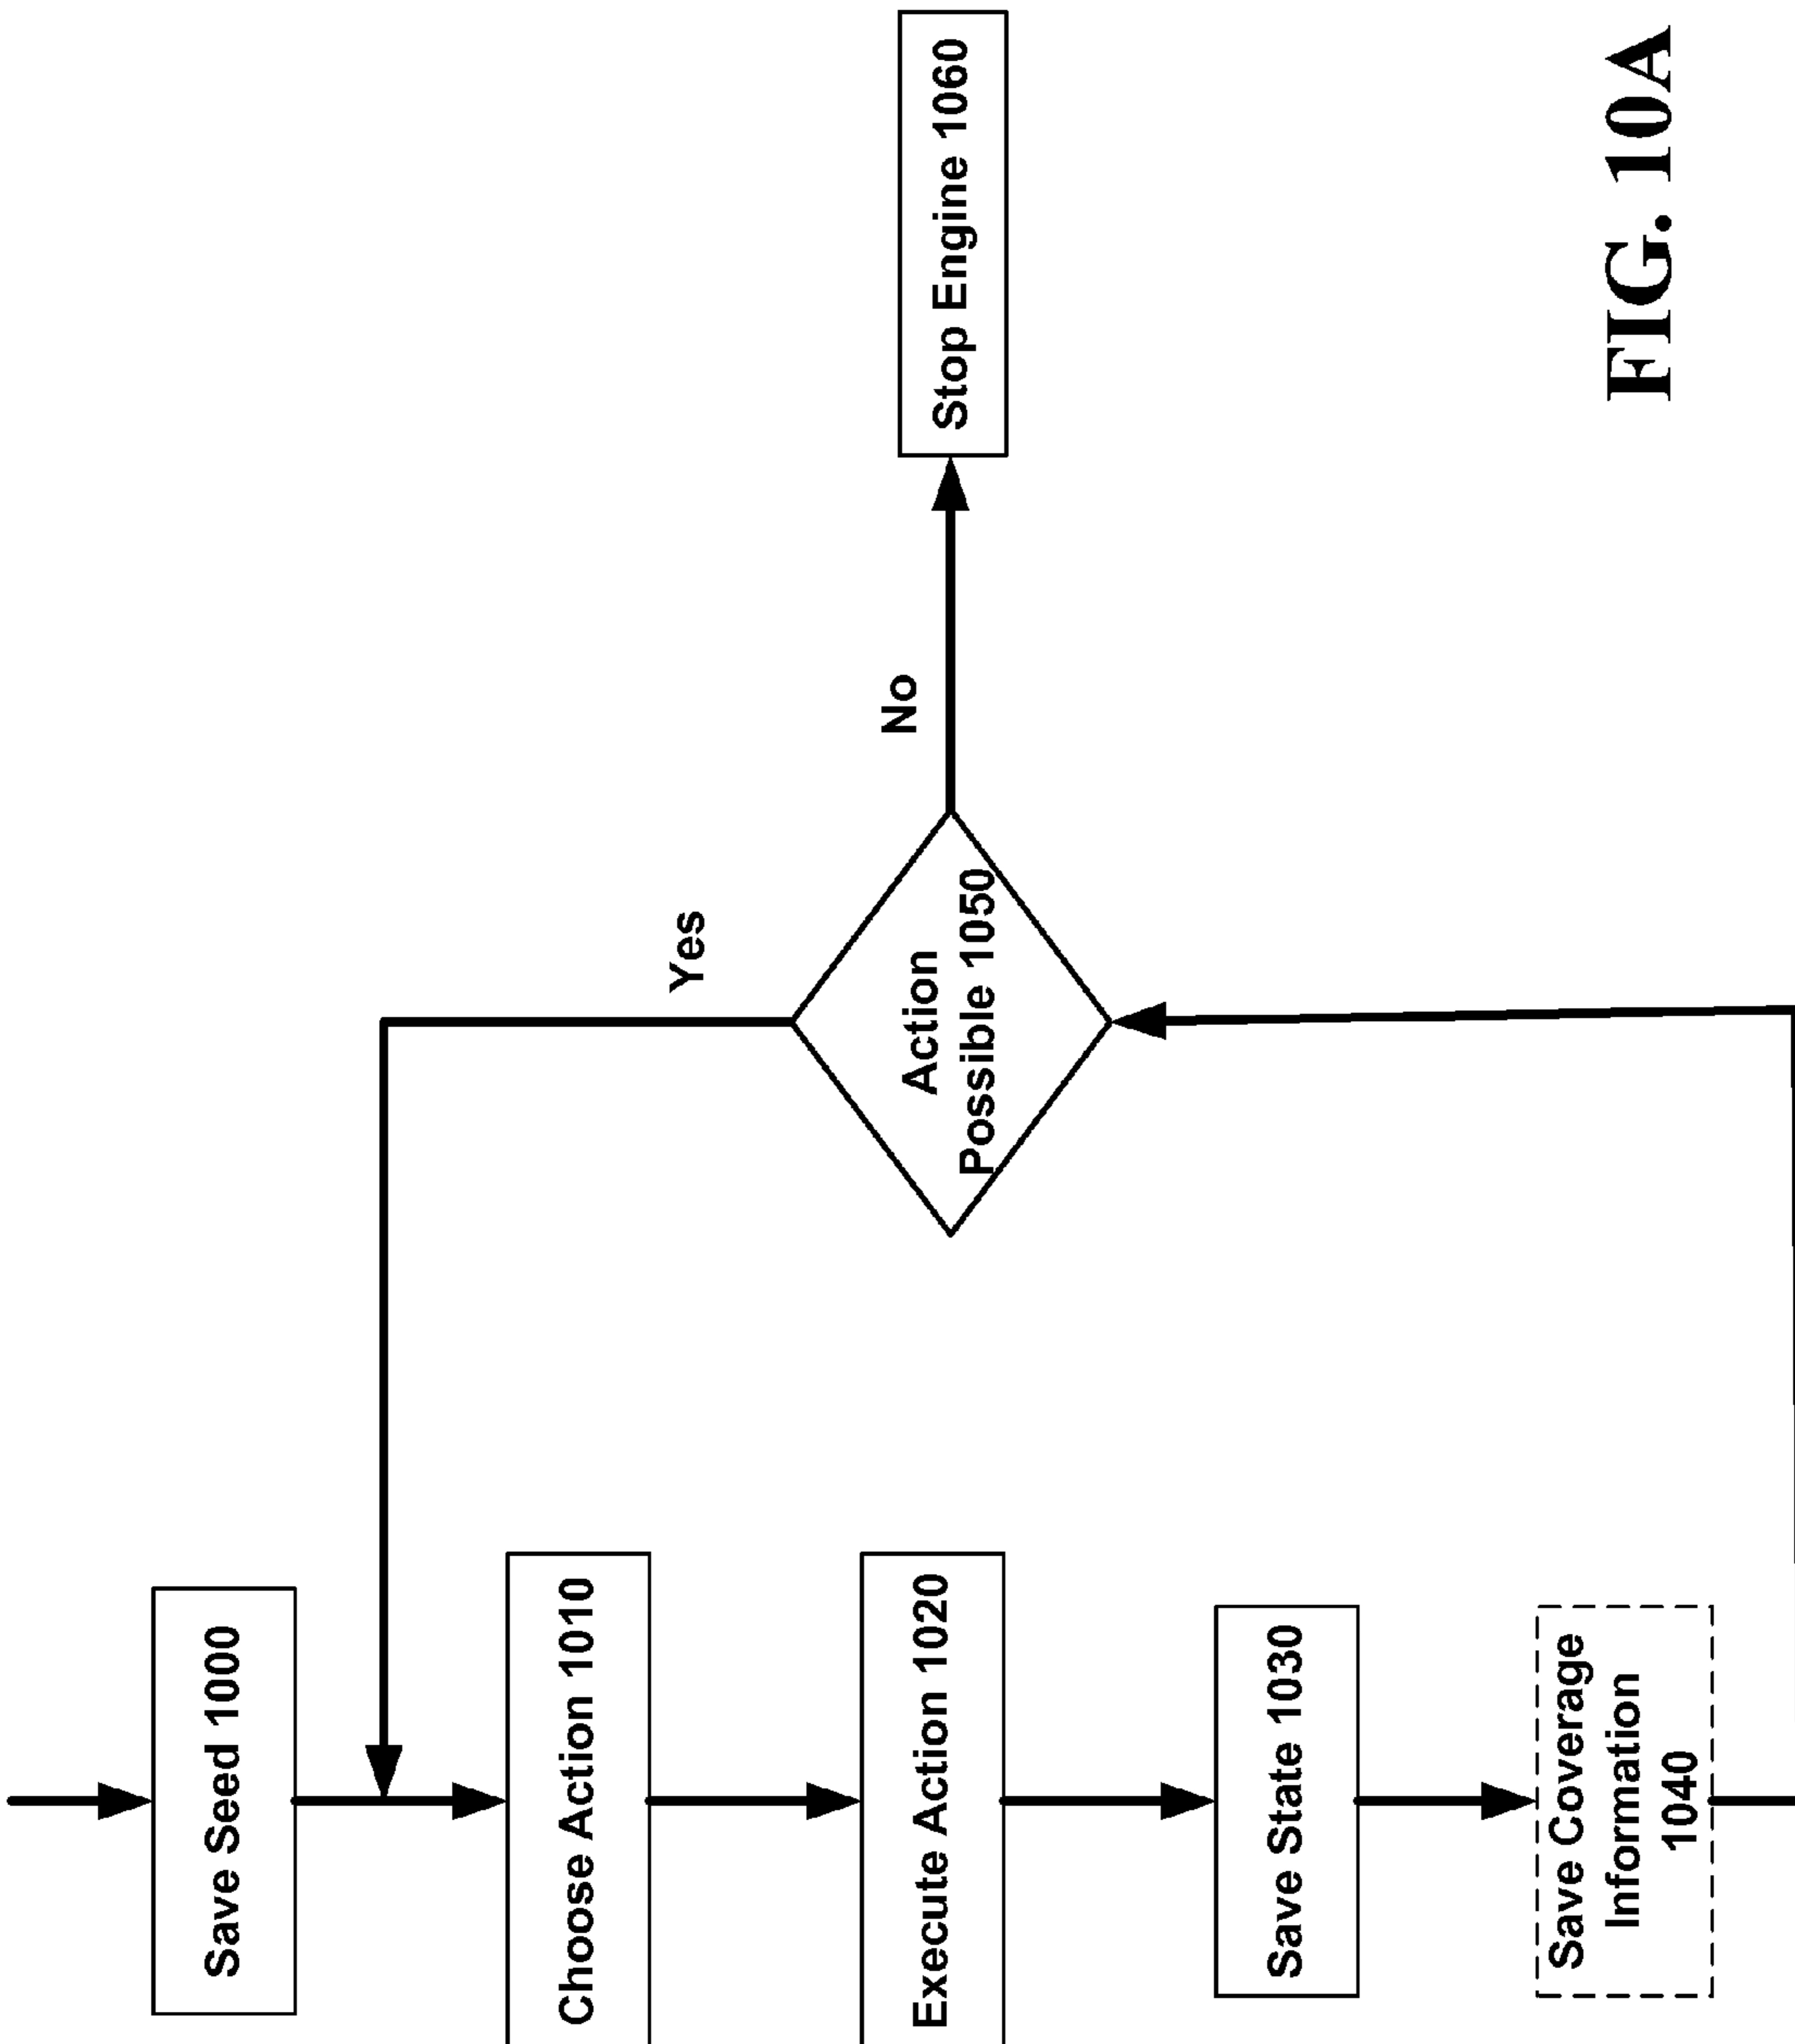 Save Seed 1000
Choose Action 1010
Execute Action 1020
Save State 1030
Save Coverage
Information
1040
Action
Possible 1050
Yes
No
Stop Engine 1060
FIG. 10A